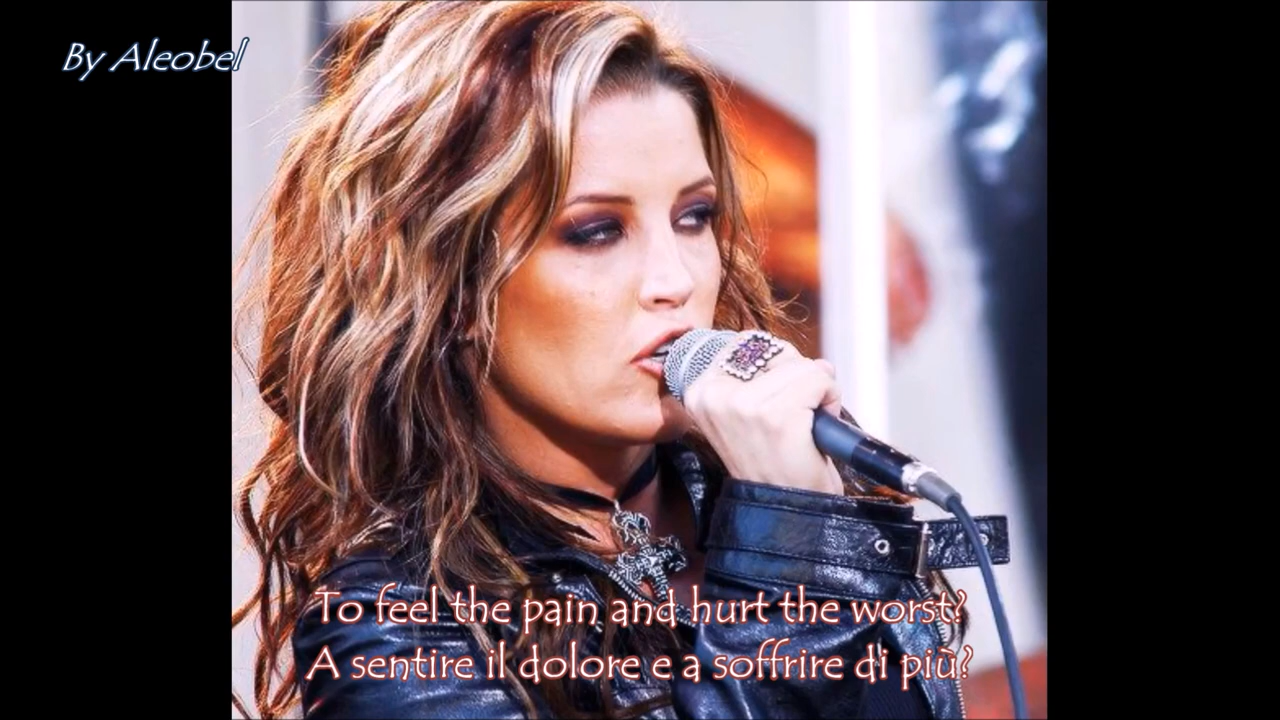 By Aleobel
To feel the pain and hurt the worst?
A sentire il dolore e a soffrire di più?